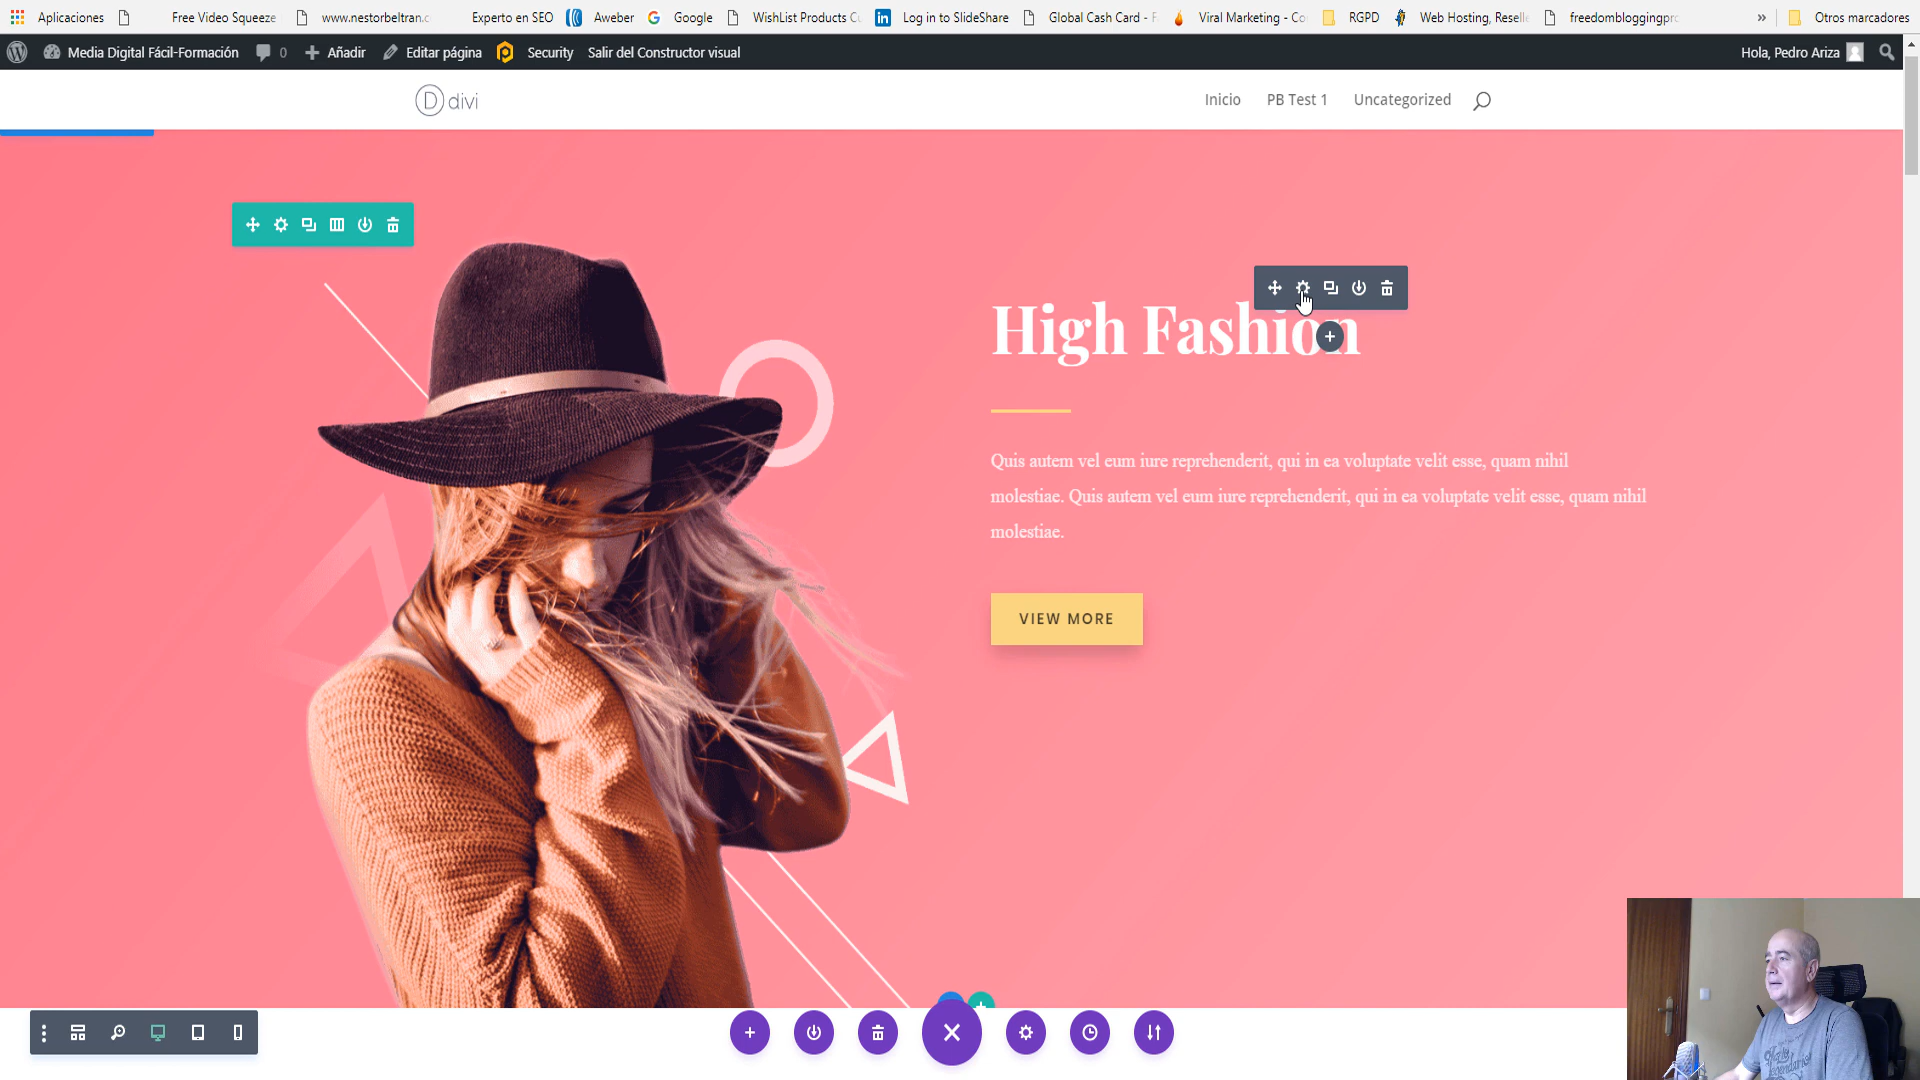 Aplicaciones Free Video Squeeze www.nestorbeltran.c Experto en SEO Aweber Google WishList Products Cu Log in to SlideShare Global Cash Card - F Viral Marketing - Co RGPD Web Hosting, Reselle freedombloggingpro » Otros marcadores
Media Digital Fácil-Formación 0 Añadir Editar página Security Salir del Constructor visual Hola, Pedro Ariza
D divi Inicio PB Test 1 Uncategorized
High Fashion
Quis autem vel eum iure reprehenderit, qui in ea voluptate velit esse, quam nihil
molestiae. Quis autem vel eum iure reprehenderit, qui in ea voluptate velit esse, quam nihil
molestiae.
VIEW MORE